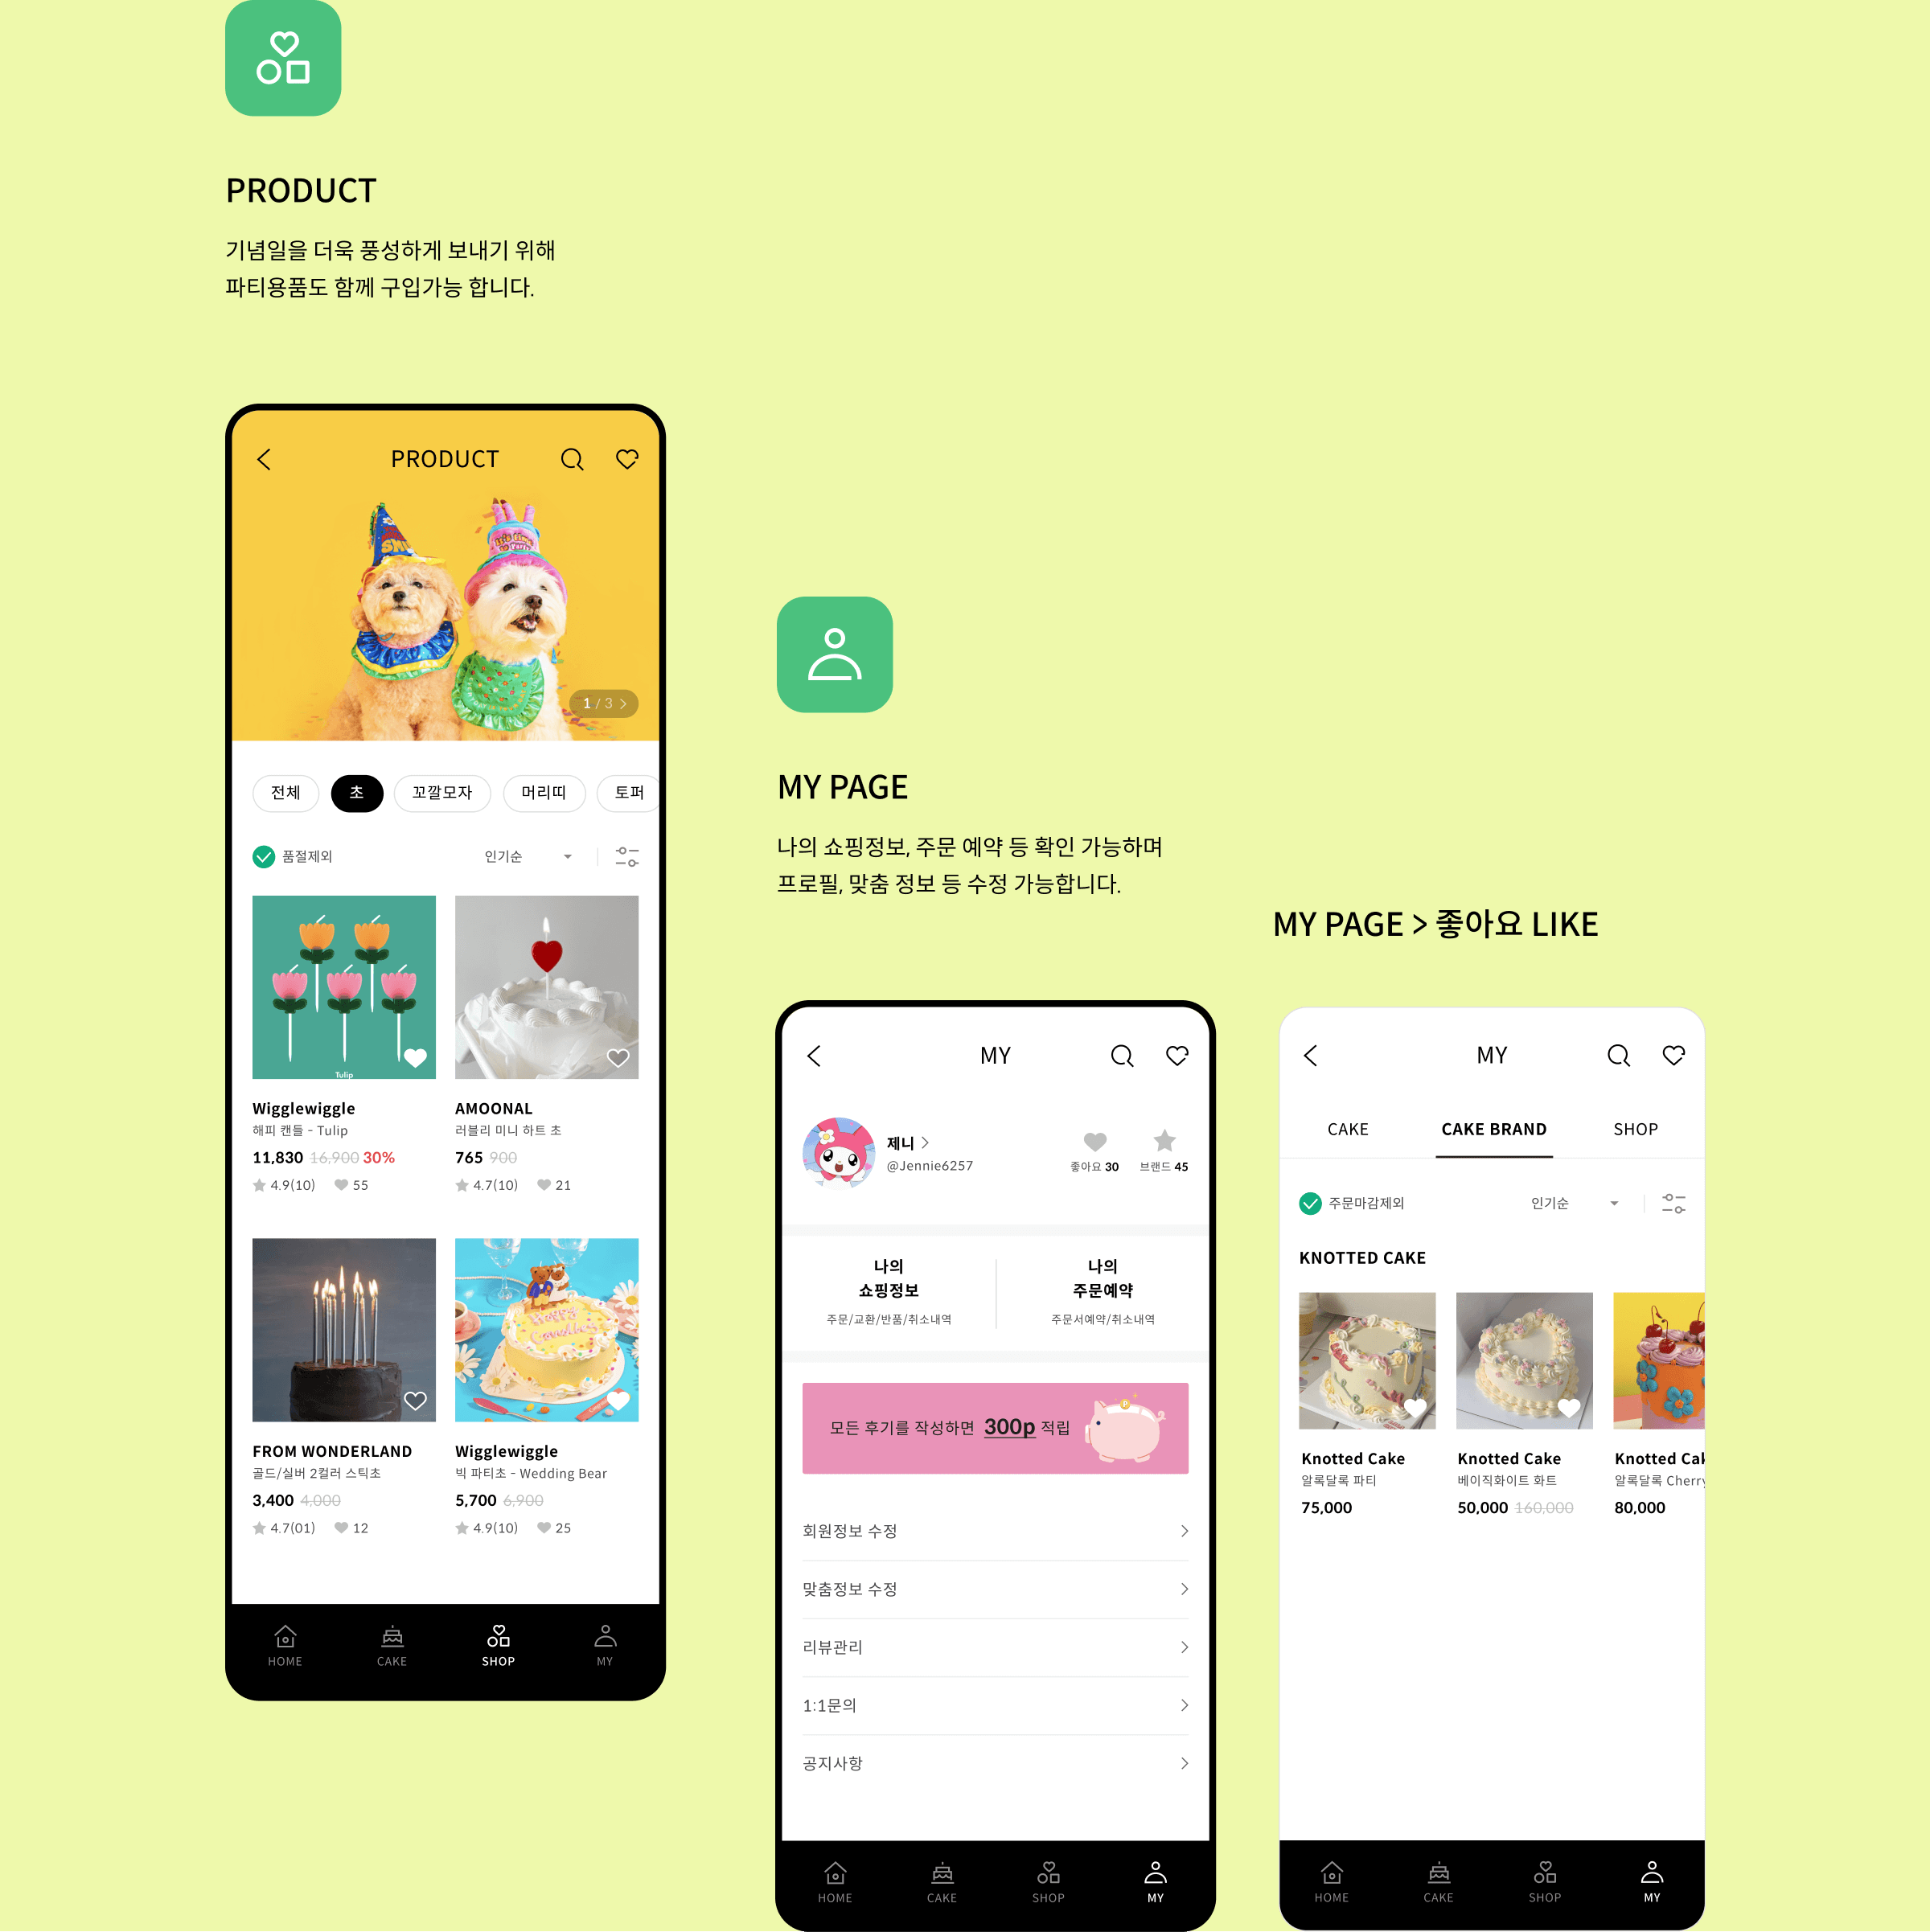 PRODUCT
기념일을 더욱 풍성하게 보내기 위해
파티용품도 함께 구입가능 합니다.
PRODUCT
1 / 3
전체 초 꼬깔모자 머리띠 토퍼
품절제외 인기순
Tulip
Wigglewiggle
해피 캔들 - Tulip
11,830 16,900 30%
4.9(10) 55
AMOONAL
러블리 미니 하트 초
765 900
4.7(10) 21
FROM WONDERLAND
골드/실버 2컬러 스틱초
3,400 4,000
4.7(01) 12
Wigglewiggle
빅 파티초 - Wedding Bear
5,700 6,900
4.9(10) 25
HOME CAKE SHOP MY
MY PAGE
나의 쇼핑정보, 주문 예약 등 확인 가능하며
프로필, 맞춤 정보 등 수정 가능합니다.
MY
제니
@Jennie6257
좋아요 30 브랜드 45
나의
쇼핑정보
주문/교환/반품/취소내역
나의
주문예약
주문서예약/취소내역
모든 후기를 작성하면 300p 적립
회원정보 수정
맞춤정보 수정
리뷰관리
1:1문의
공지사항
HOME CAKE SHOP MY
MY PAGE > 좋아요 LIKE
MY
CAKE CAKE BRAND SHOP
주문마감제외 인기순
KNOTTED CAKE
Knotted Cake
알록달록 파티
75,000
Knotted Cake
베이직화이트 화트
50,000 160,000
Knotted Cak
알록달록 Cherry
80,000
HOME CAKE SHOP MY